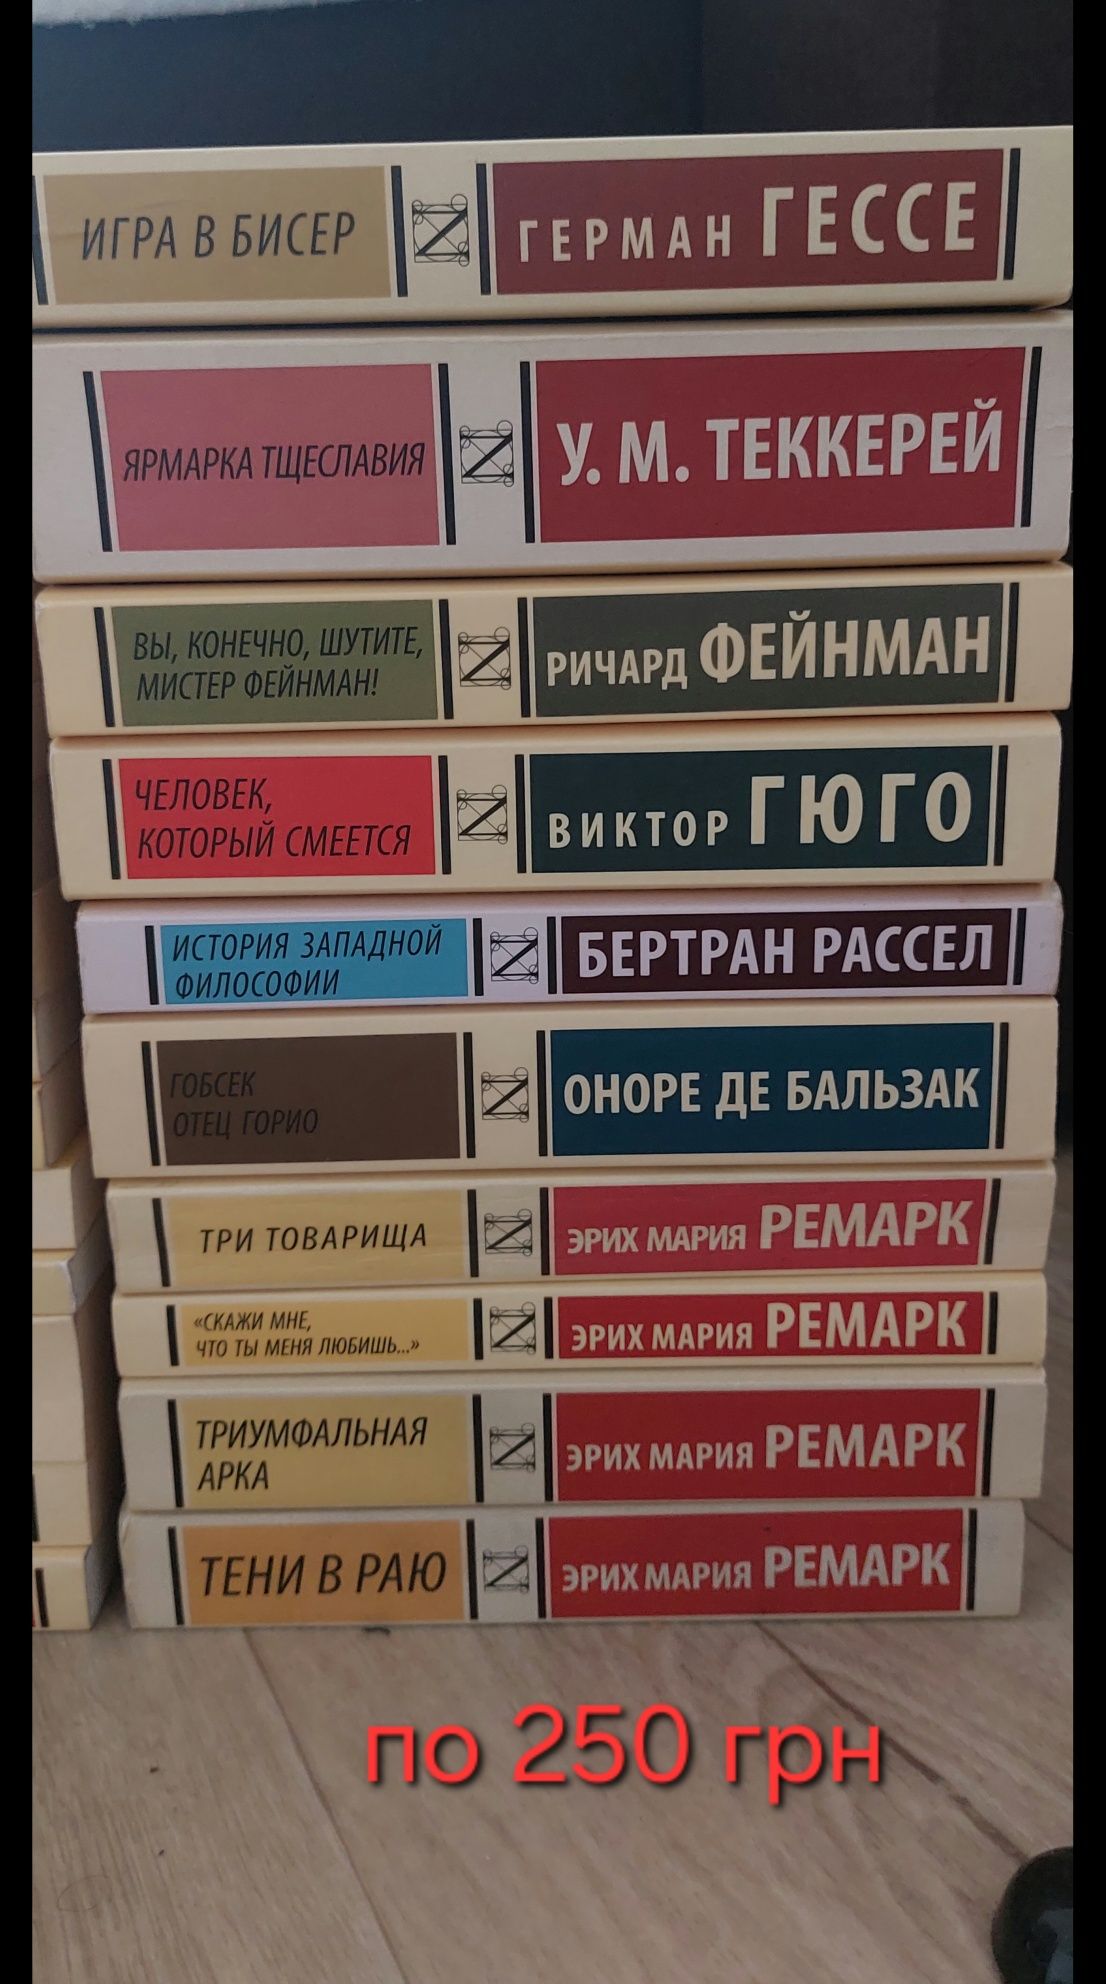 ИГРА В БИСЕР
ГЕРМАН ГЕССЕ
ЯРМАРКА ТЩЕСЛАВИЯ
У. М. ТЕККЕРЕЙ
ВЫ, КОНЕЧНО, ШУТИТЕ,
МИСТЕР ФЕЙНМАН!
РИЧАРД ФЕЙНМАН
ЧЕЛОВЕК,
КОТОРЫЙ СМЕЕТСЯ
ВИКТОР ГЮГО
ИСТОРИЯ ЗАПАДНОЙ
ФИЛОСОФИИ
БЕРТРАН РАССЕЛ
ГОБСЕК
ОТЕЦ ГОРИО
ОНОРЕ ДЕ БАЛЬЗАК
ТРИ ТОВАРИЩА
ЭРИХ МАРИЯ РЕМАРК
«СКАЖИ МНЕ,
ЧТО ТЫ МЕНЯ ЛЮБИШЬ...»
ЭРИХ МАРИЯ РЕМАРК
ТРИУМФАЛЬНАЯ
АРКА
ЭРИХ МАРИЯ РЕМАРК
ТЕНИ В РАЮ
ЭРИХ МАРИЯ РЕМАРК
по 250 грн